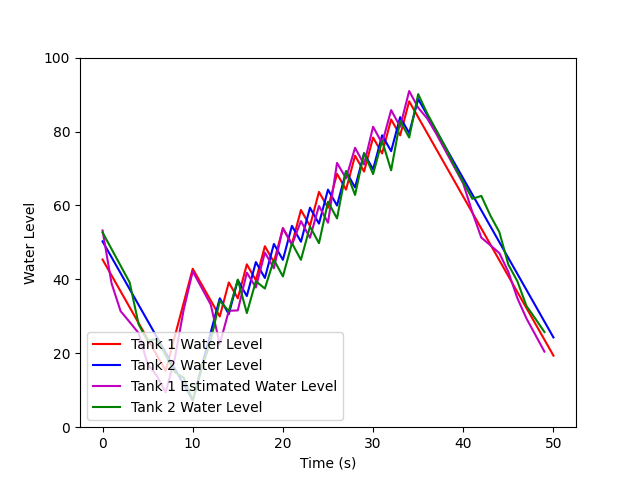 100
80
60
40
20
0
Water Level
Tank 1 Water Level
Tank 2 Water Level
Tank 1 Estimated Water Level
Tank 2 Water Level
0 10 20 30 40 50
Time (s)